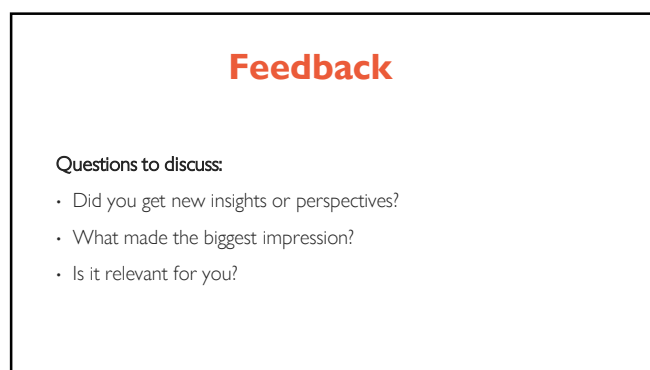 Feedback
Questions to discuss:
• Did you get new insights or perspectives?
• What made the biggest impression?
• Is it relevant for you?